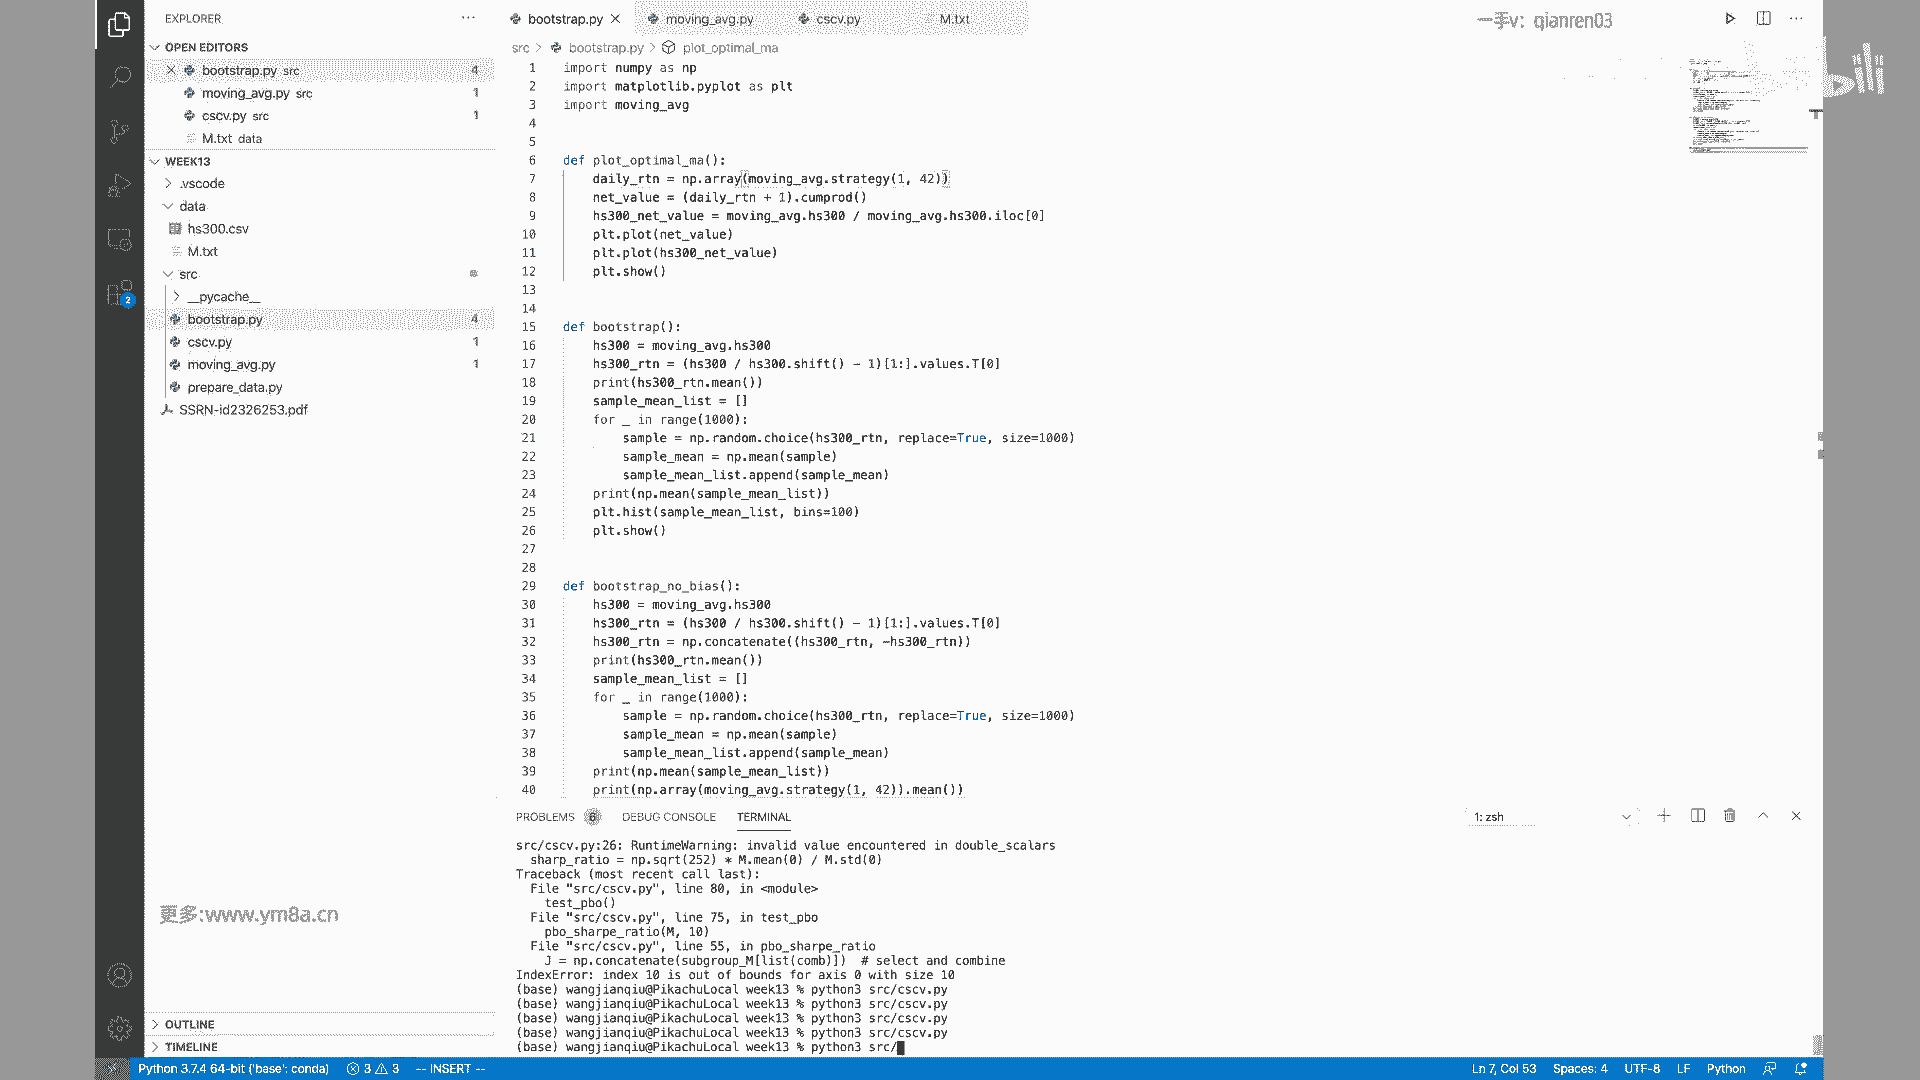 EXPLORER
bootstrap.py
moving_avg.py
cscv.py
M.txt
一手v: qianren03
bili
OPEN EDITORS
bootstrap.py src 4
moving_avg.py src 1
cscv.py src 1
M.txt data
WEEK13
.vscode
data
hs300.csv
M.txt
src
__pycache__
bootstrap.py 4
cscv.py 1
moving_avg.py 1
prepare_data.py
SSRN-id2326253.pdf
2
更多:www.ym8a.cn
OUTLINE
TIMELINE
src > bootstrap.py > plot_optimal_ma
1 import numpy as np
2 import matplotlib.pyplot as plt
3 import moving_avg
4
5
6 def plot_optimal_ma():
7 daily_rtn = np.array(moving_avg.strategy(1, 42))
8 net_value = (daily_rtn + 1).cumprod()
9 hs300_net_value = moving_avg.hs300 / moving_avg.hs300.iloc[0]
10 plt.plot(net_value)
11 plt.plot(hs300_net_value)
12 plt.show()
13
14
15 def bootstrap():
16 hs300 = moving_avg.hs300
17 hs300_rtn = (hs300 / hs300.shift() - 1)[1:].values.T[0]
18 print(hs300_rtn.mean())
19 sample_mean_list = []
20 for _ in range(1000):
21 sample = np.random.choice(hs300_rtn, replace=True, size=1000)
22 sample_mean = np.mean(sample)
23 sample_mean_list.append(sample_mean)
24 print(np.mean(sample_mean_list))
25 plt.hist(sample_mean_list, bins=100)
26 plt.show()
27
28
29 def bootstrap_no_bias():
30 hs300 = moving_avg.hs300
31 hs300_rtn = (hs300 / hs300.shift() - 1)[1:].values.T[0]
32 hs300_rtn = np.concatenate((hs300_rtn, -hs300_rtn))
33 print(hs300_rtn.mean())
34 sample_mean_list = []
35 for _ in range(1000):
36 sample = np.random.choice(hs300_rtn, replace=True, size=1000)
37 sample_mean = np.mean(sample)
38 sample_mean_list.append(sample_mean)
39 print(np.mean(sample_mean_list))
40 print(np.array(moving_avg.strategy(1, 42)).mean())
PROBLEMS 6 DEBUG CONSOLE TERMINAL 1: zsh
src/cscv.py:26: RuntimeWarning: invalid value encountered in double_scalars
sharp_ratio = np.sqrt(252) * M.mean(0) / M.std(0)
Traceback (most recent call last):
File "src/cscv.py", line 80, in <module>
test_pbo()
File "src/cscv.py", line 75, in test_pbo
pbo_sharpe_ratio(M, 10)
File "src/cscv.py", line 55, in pbo_sharpe_ratio
J = np.concatenate(subgroup_M[list(comb)]) # select and combine
IndexError: index 10 is out of bounds for axis 0 with size 10
(base) wangjianqiu@PikachuLocal week13 % python3 src/cscv.py
(base) wangjianqiu@PikachuLocal week13 % python3 src/cscv.py
(base) wangjianqiu@PikachuLocal week13 % python3 src/cscv.py
(base) wangjianqiu@PikachuLocal week13 % python3 src/cscv.py
(base) wangjianqiu@PikachuLocal week13 % python3 src/
Python 3.7.4 64-bit ('base': conda) 3 3 -- INSERT -- Ln 7, Col 53 Spaces: 4 UTF-8 LF Python